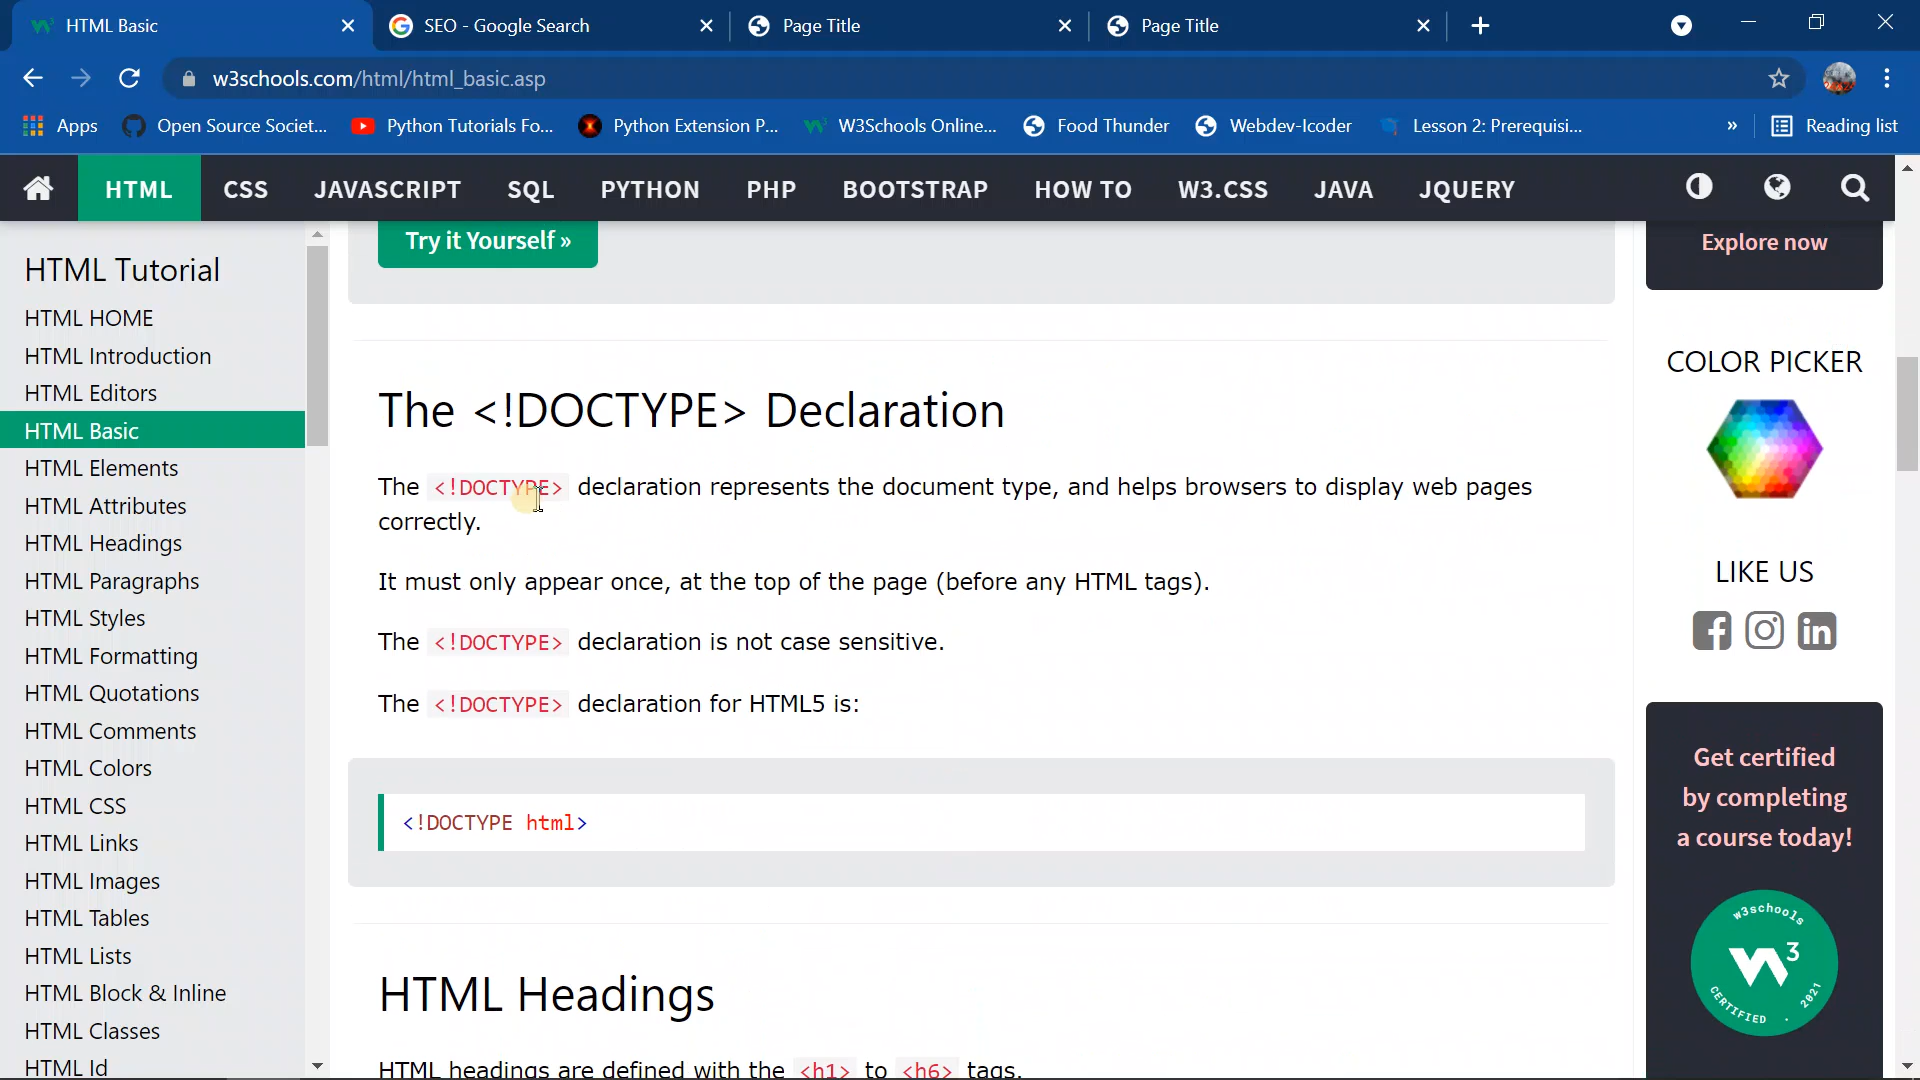 HTML Basic
SEO - Google Search
Page Title
Page Title
w3schools.com/html/html_basic.asp
Apps
Open Source Societ...
Python Tutorials Fo...
Python Extension P...
W3Schools Online...
Food Thunder
Webdev-Icoder
Lesson 2: Prerequisi...
»
Reading list
HTML
CSS
JAVASCRIPT
SQL
PYTHON
PHP
BOOTSTRAP
HOW TO
W3.CSS
JAVA
JQUERY
HTML Tutorial
HTML HOME
HTML Introduction
HTML Editors
HTML Basic
HTML Elements
HTML Attributes
HTML Headings
HTML Paragraphs
HTML Styles
HTML Formatting
HTML Quotations
HTML Comments
HTML Colors
HTML CSS
HTML Links
HTML Images
HTML Tables
HTML Lists
HTML Block & Inline
HTML Classes
HTML Id
Try it Yourself »
The <!DOCTYPE> Declaration
The <!DOCTYPE> declaration represents the document type, and helps browsers to display web pages
correctly.
It must only appear once, at the top of the page (before any HTML tags).
The <!DOCTYPE> declaration is not case sensitive.
The <!DOCTYPE> declaration for HTML5 is:
<!DOCTYPE html>
HTML Headings
HTML headings are defined with the <h1> to <h6> tags.
Explore now
COLOR PICKER
LIKE US
Get certified
by completing
a course today!
w3schools
3
CERTIFIED . 2021